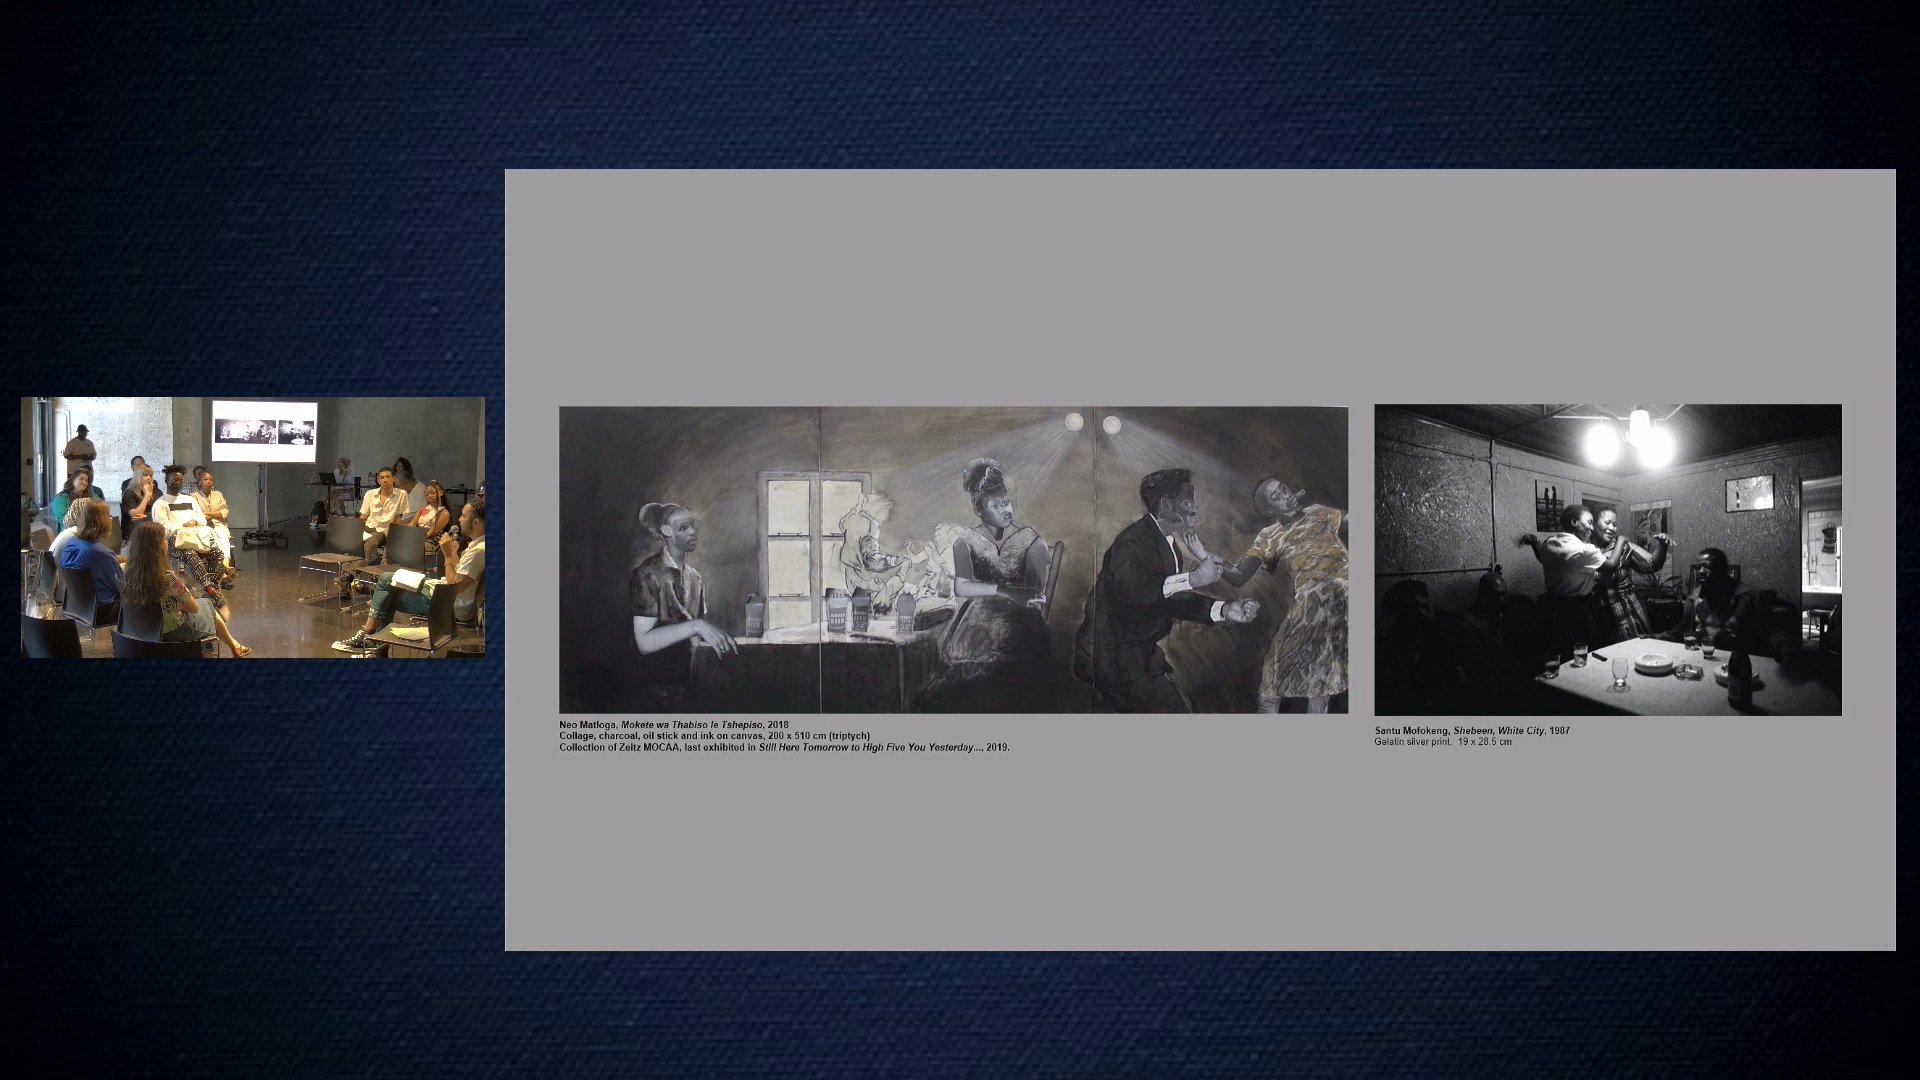 Neo Matloga, Mokete wa Thabiso le Tshepiso, 2018
Collage, charcoal, oil stick and ink on canvas, 200 x 510 cm (triptych)
Collection of Zeitz MOCAA, last exhibited in Still Here Tomorrow to High Five You Yesterday..., 2019.
Santu Mofokeng, Shebeen, White City, 1987
Gelatin silver print, 19 x 28.5 cm